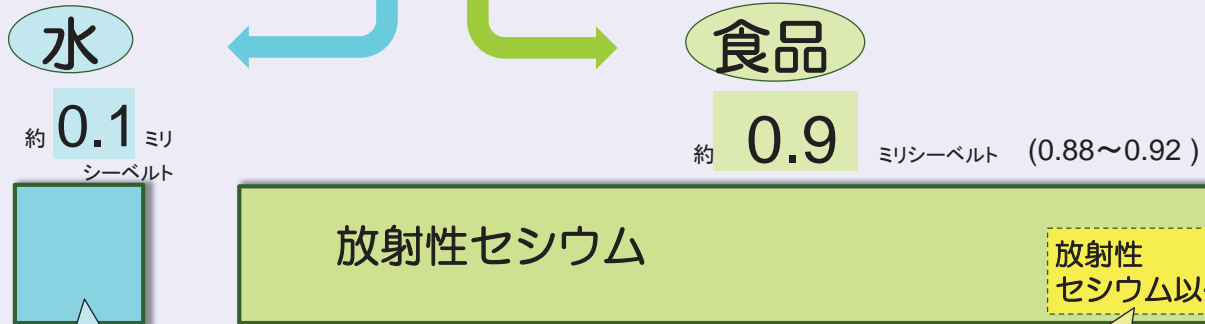 水
食品
約 0.1 ミリ
シーベルト
約 0.9 ミリシーベルト (0.88〜0.92 )
放射性セシウム
放射性
セシウム以